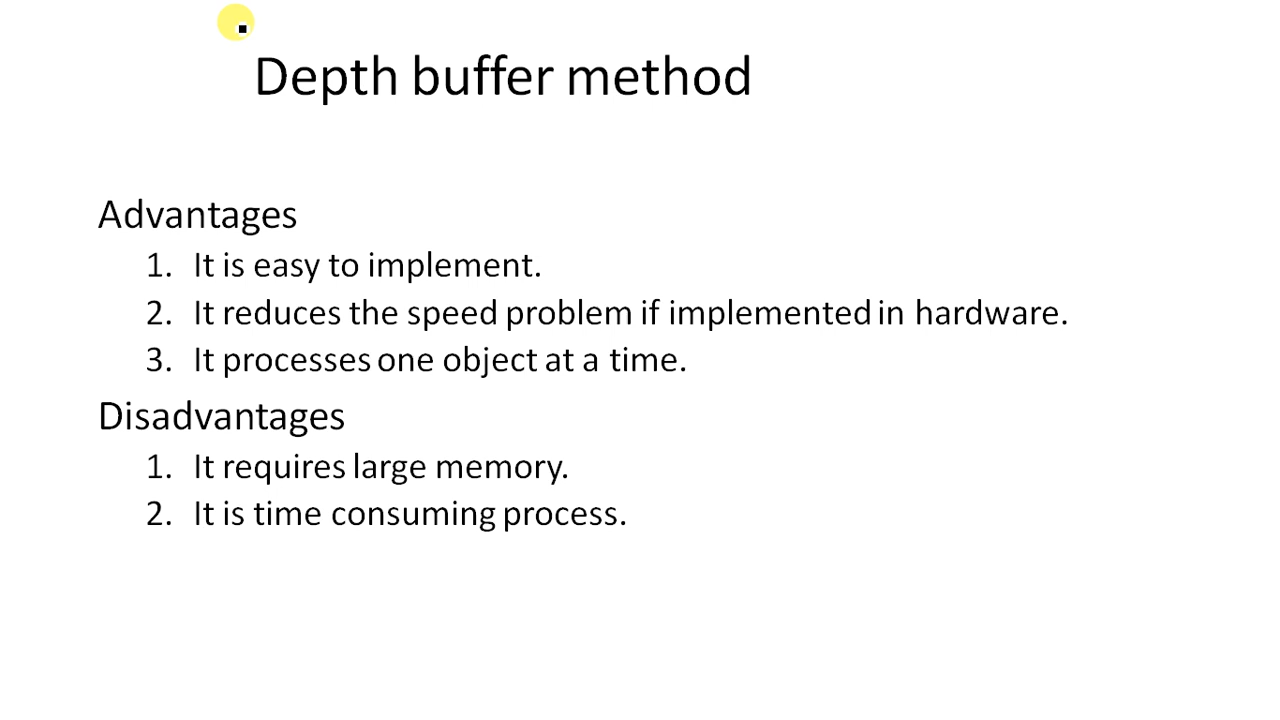 Depth buffer method
Advantages
1. It is easy to implement.
2. It reduces the speed problem if implemented in hardware.
3. It processes one object at a time.
Disadvantages
1. It requires large memory.
2. It is time consuming process.